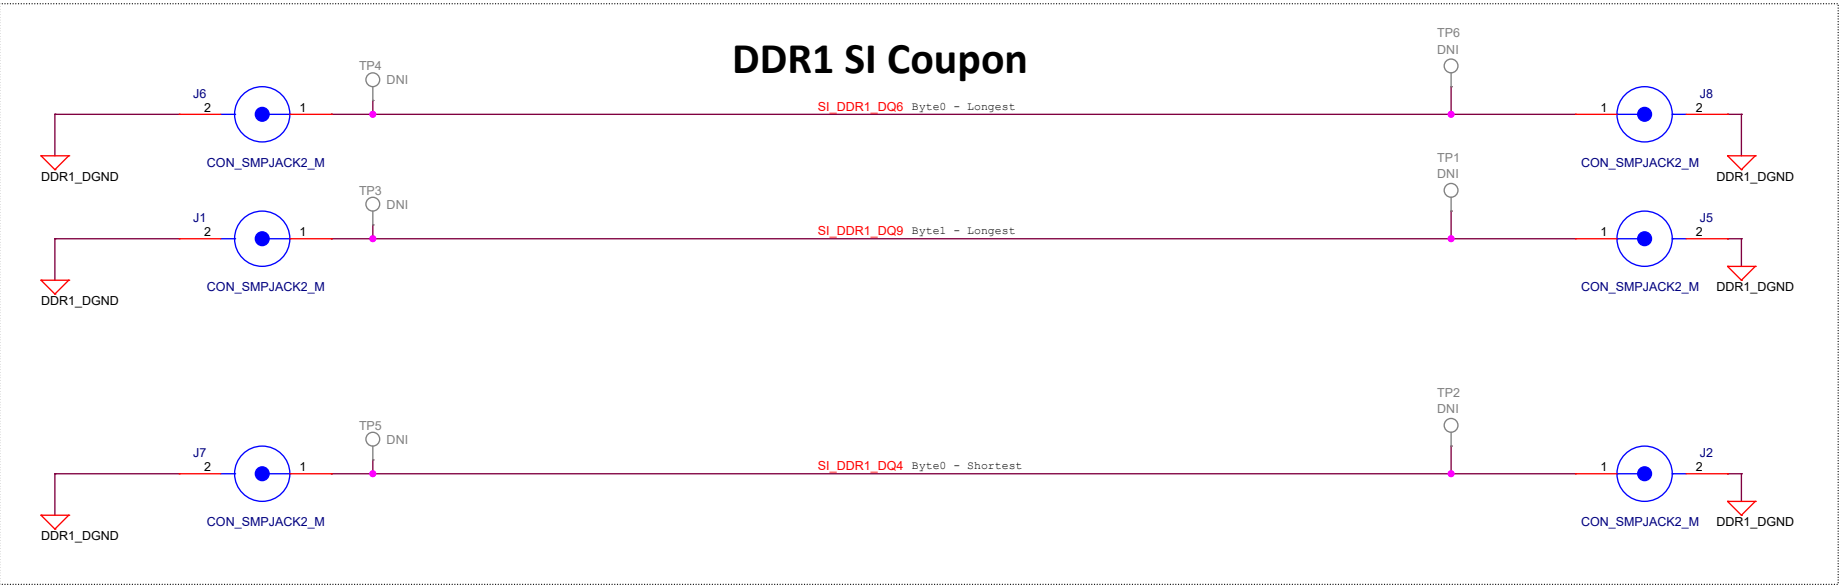 DDR1 SI Coupon
TP6
DNI
TP4
DNI
J6
2
1
SI_DDR1_DQ6 Byte0 - Longest
1
J8
2
CON_SMPJACK2_M
CON_SMPJACK2_M
DDR1_DGND
DDR1_DGND
TP1
DNI
TP3
DNI
J1
2
1
SI_DDR1_DQ9 Byte1 - Longest
1
J5
2
CON_SMPJACK2_M
CON_SMPJACK2_M
DDR1_DGND
DDR1_DGND
TP2
DNI
TP5
DNI
J7
2
1
SI_DDR1_DQ4 Byte0 - Shortest
1
J2
2
CON_SMPJACK2_M
CON_SMPJACK2_M
DDR1_DGND
DDR1_DGND